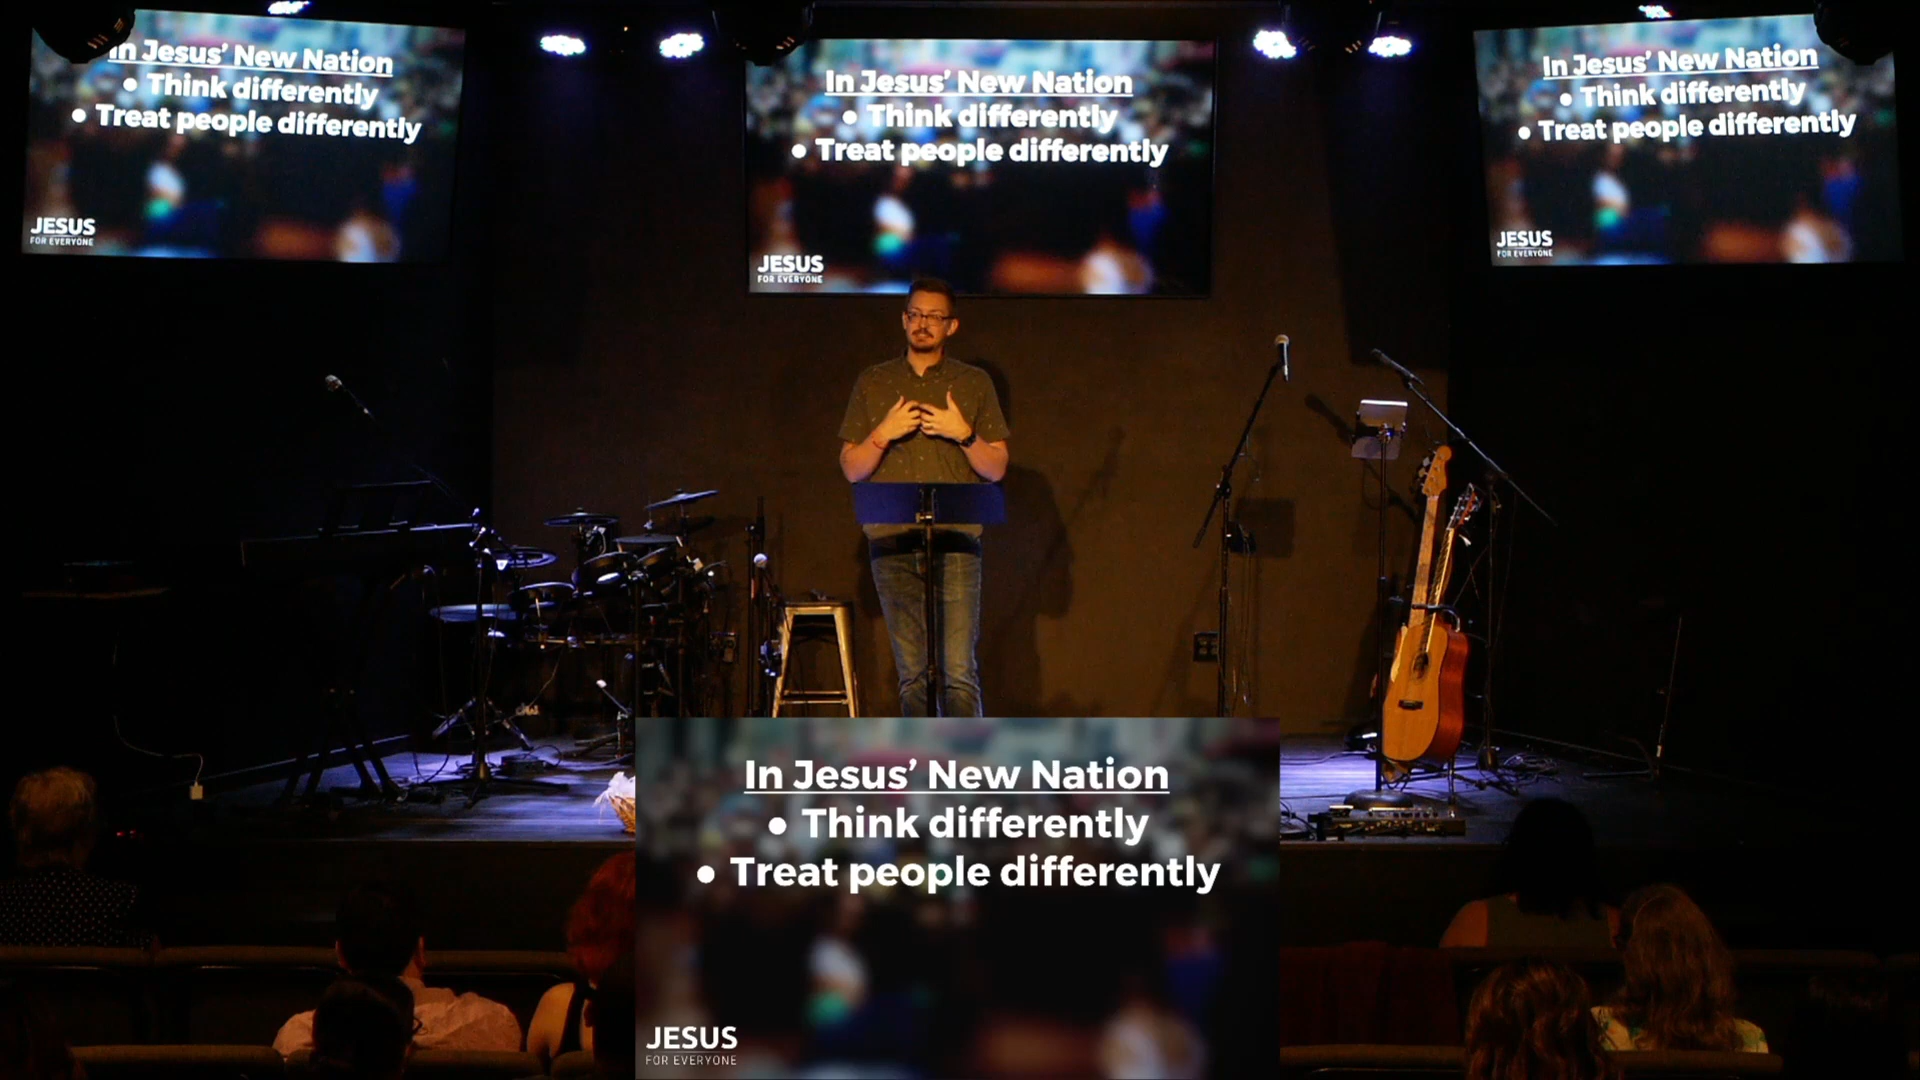 In Jesus' New Nation
● Think differently
● Treat people differently
JESUS
FOR EVERYONE
In Jesus' New Nation
● Think differently
● Treat people differently
JESUS
FOR EVERYONE
In Jesus' New Nation
● Think differently
● Treat people differently
JESUS
FOR EVERYONE
In Jesus' New Nation
● Think differently
● Treat people differently
JESUS
FOR EVERYONE